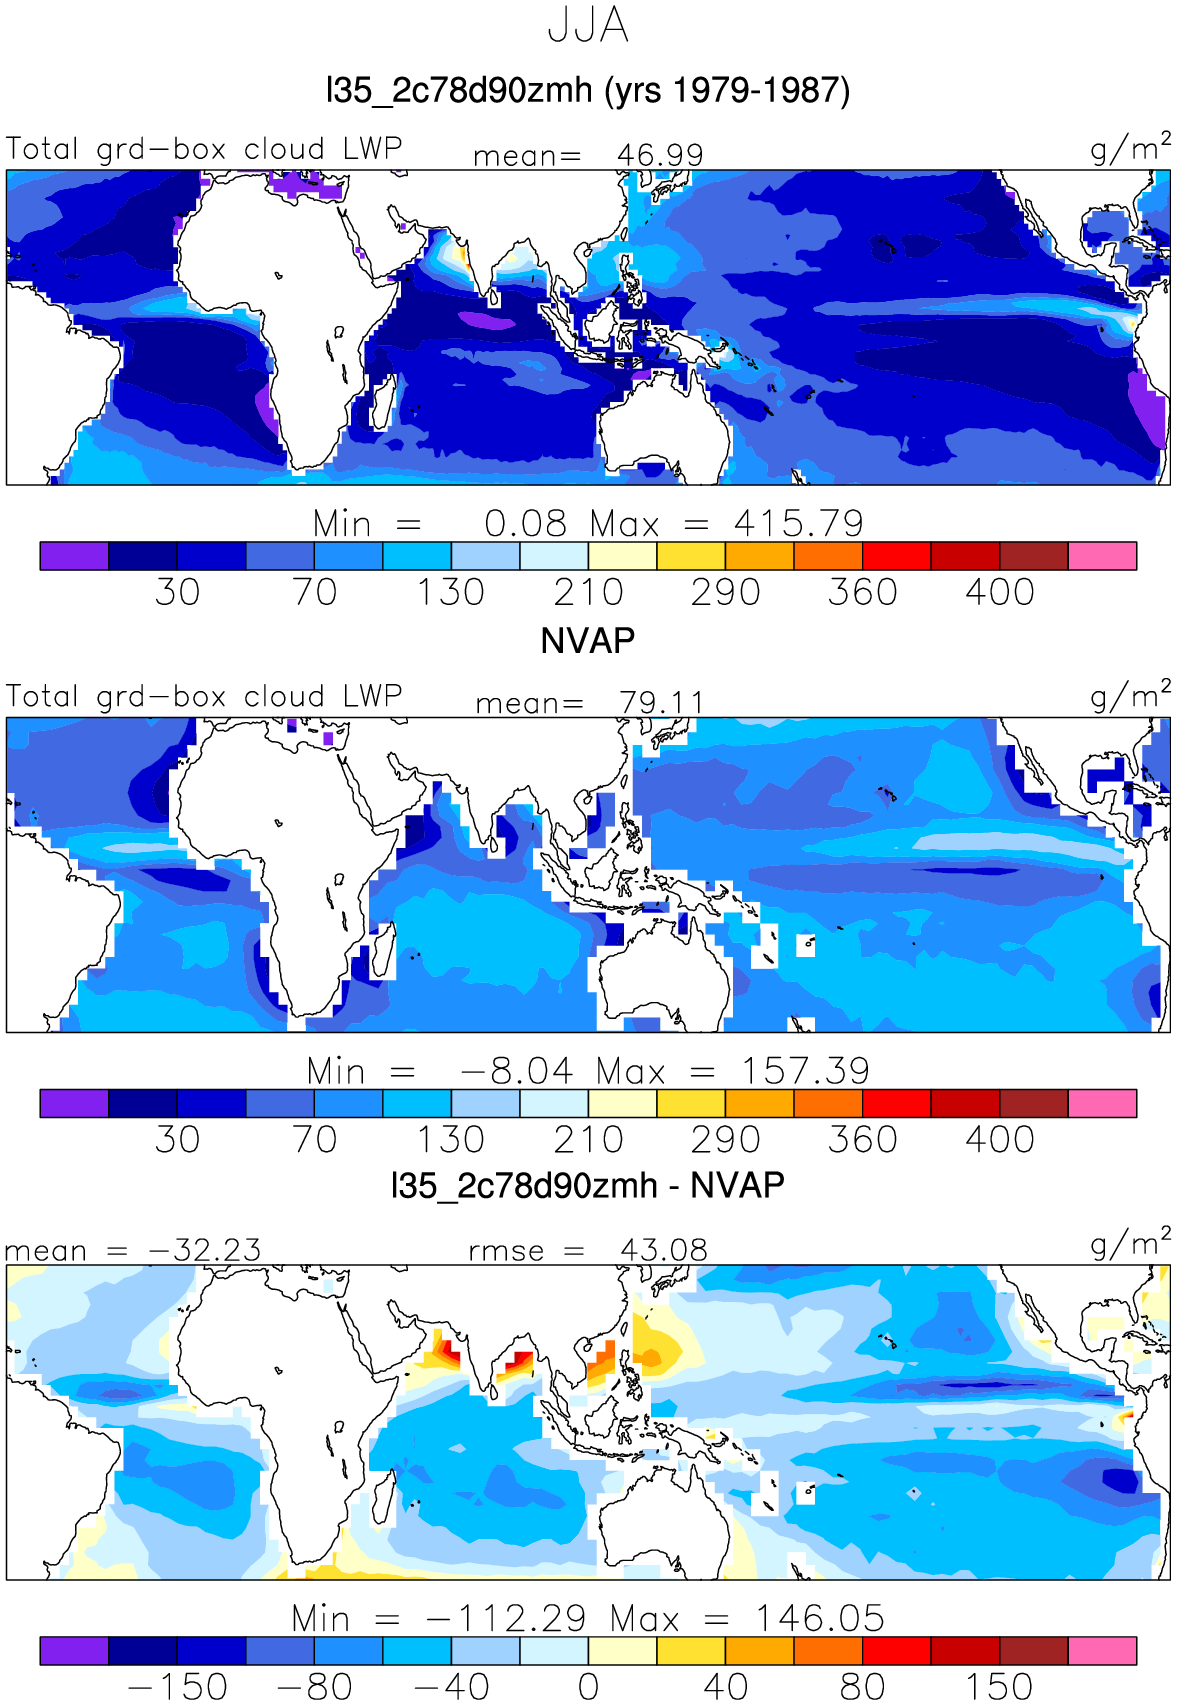 JJA
l35_2c78d90zmh (yrs 1979-1987)
Total grd-box cloud LWP mean= 46.99 g/m²
Min = 0.08 Max = 415.79
30 70 130 210 290 360 400
NVAP
Total grd-box cloud LWP mean= 79.11 g/m²
Min = -8.04 Max = 157.39
30 70 130 210 290 360 400
l35_2c78d90zmh - NVAP
mean = -32.23 rmse = 43.08 g/m²
Min = -112.29 Max = 146.05
-150 -80 -40 0 40 80 150